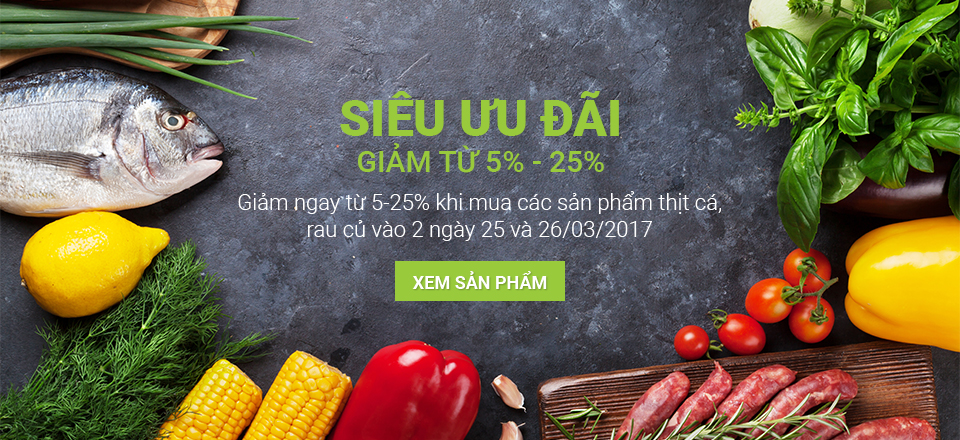 SIÊU ƯU ĐÃI
GIẢM TỪ 5% - 25%
Giảm ngay từ 5-25% khi mua các sản phẩm thịt cá,
rau củ vào 2 ngày 25 và 26/03/2017
XEM SẢN PHẨM